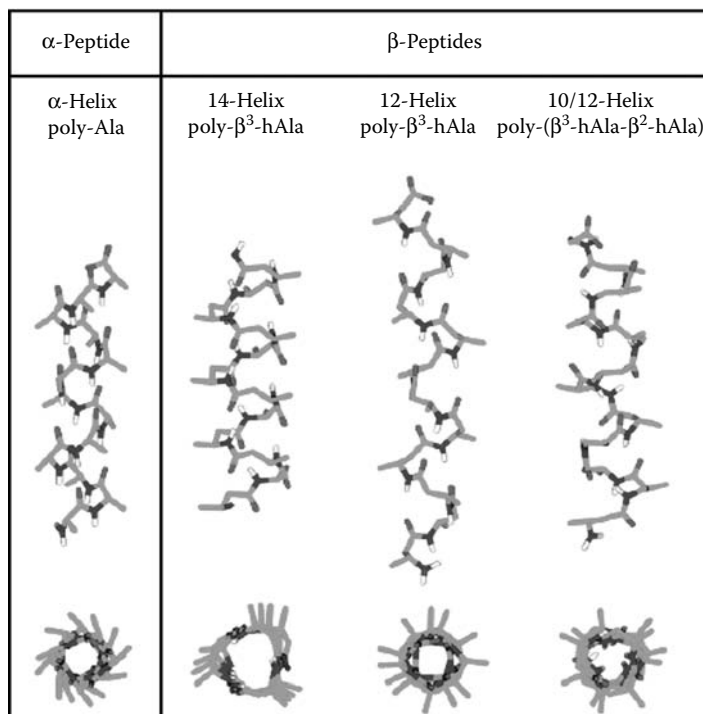 α-Peptide
β-Peptides
α-Helix
poly-Ala
14-Helix
poly-β³-hAla
12-Helix
poly-β³-hAla
10/12-Helix
poly-(β³-hAla-β²-hAla)